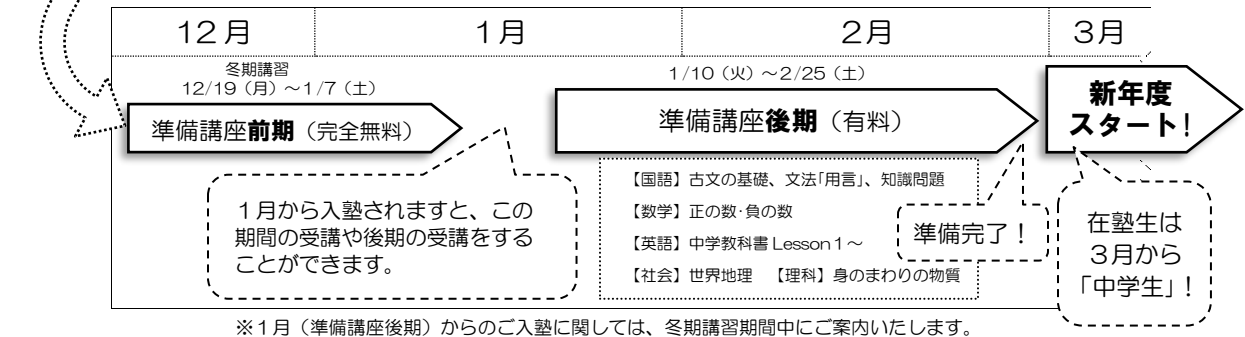 12月
1月
2月
3月
冬期講習
12/19（月）～1/7（土）
1/10（火）～2/25（土）
準備講座前期（完全無料）
準備講座後期（有料）
新年度
スタート！
1月から入塾されますと、この
期間の受講や後期の受講をする
ことができます。
【国語】古文の基礎、文法｢用言｣、知識問題
【数学】正の数･負の数
【英語】中学教科書 Lesson１～
【社会】世界地理　【理科】身のまわりの物質
準備完了！
在塾生は
３月から
「中学生」！
※１月（準備講座後期）からのご入塾に関しては、冬期講習期間中にご案内いたします。